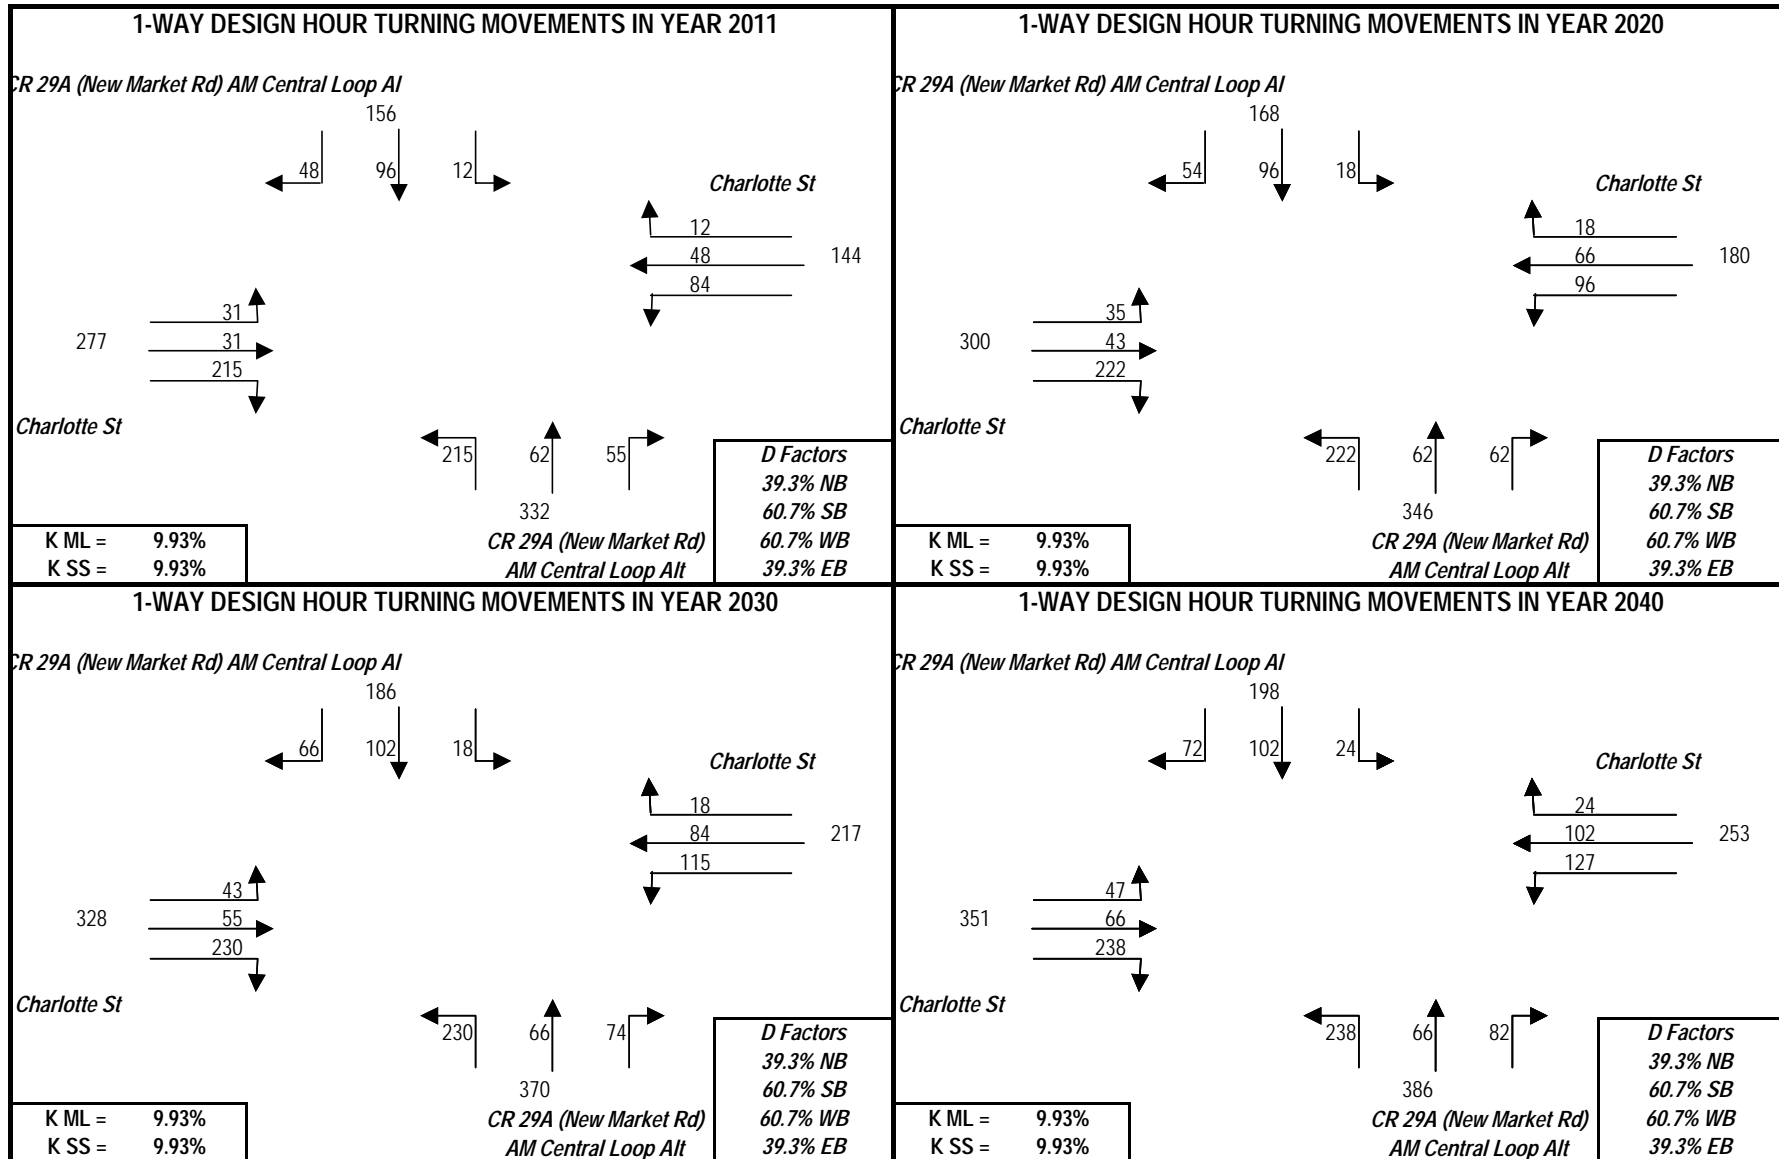 1-WAY DESIGN HOUR TURNING MOVEMENTS IN YEAR 2011
CR 29A (New Market Rd) AM Central Loop Al
156
48 96 12
Charlotte St
12
48 144
84
31
277 31
215
Charlotte St
215 62 55
332
CR 29A (New Market Rd)
AM Central Loop Alt
D Factors
39.3% NB
60.7% SB
60.7% WB
39.3% EB
K ML = 9.93%
K SS = 9.93%
1-WAY DESIGN HOUR TURNING MOVEMENTS IN YEAR 2020
CR 29A (New Market Rd) AM Central Loop Al
168
54 96 18
Charlotte St
18
66 180
96
35
300 43
222
Charlotte St
222 62 62
346
CR 29A (New Market Rd)
AM Central Loop Alt
D Factors
39.3% NB
60.7% SB
60.7% WB
39.3% EB
K ML = 9.93%
K SS = 9.93%
1-WAY DESIGN HOUR TURNING MOVEMENTS IN YEAR 2030
CR 29A (New Market Rd) AM Central Loop Al
186
66 102 18
Charlotte St
18
84 217
115
43
328 55
230
Charlotte St
230 66 74
370
CR 29A (New Market Rd)
AM Central Loop Alt
D Factors
39.3% NB
60.7% SB
60.7% WB
39.3% EB
K ML = 9.93%
K SS = 9.93%
1-WAY DESIGN HOUR TURNING MOVEMENTS IN YEAR 2040
CR 29A (New Market Rd) AM Central Loop Al
198
72 102 24
Charlotte St
24
102 253
127
47
351 66
238
Charlotte St
238 66 82
386
CR 29A (New Market Rd)
AM Central Loop Alt
D Factors
39.3% NB
60.7% SB
60.7% WB
39.3% EB
K ML = 9.93%
K SS = 9.93%